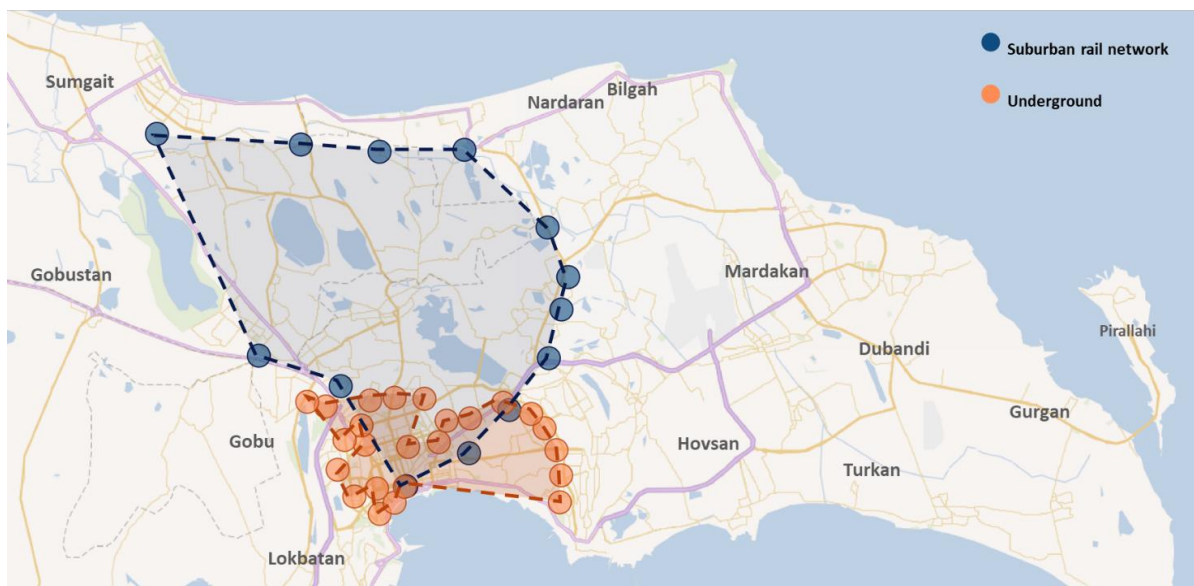 Suburban rail network
Sumgait
Bilgah
Nardaran
Underground
Gobustan
Mardakan
Pirallahi
Dubandi
Gurgan
Gobu
Hovsan
Turkan
Lokbatan